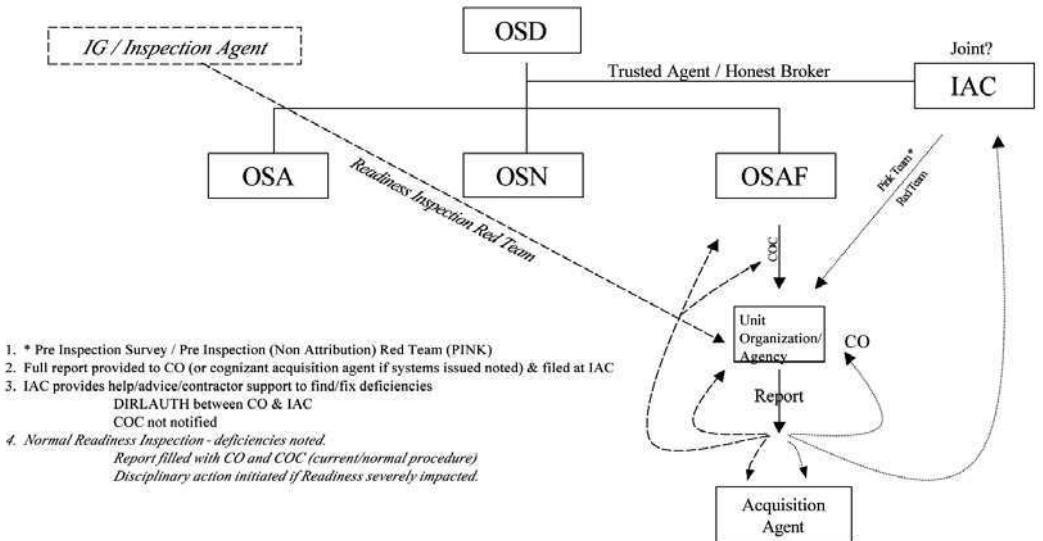 OSD
IG / Inspection Agent
Joint?
Trusted Agent / Honest Broker
IAC
OSA
OSN
OSAF
Readiness Inspection Red Team
Pink Team *
Red Team
COC
Unit
Organization/
Agency
CO
Report
Acquisition
Agent
1. * Pre Inspection Survey / Pre Inspection (Non Attribution) Red Team (PINK)
2. Full report provided to CO (or cognizant acquisition agent if systems issued noted) & filed at IAC
3. IAC provides help/advice/contractor support to find/fix deficiencies
DIRLAUTH between CO & IAC
COC not notified
4. Normal Readiness Inspection - deficiencies noted.
Report filled with CO and COC (current/normal procedure)
Disciplinary action initiated if Readiness severely impacted.